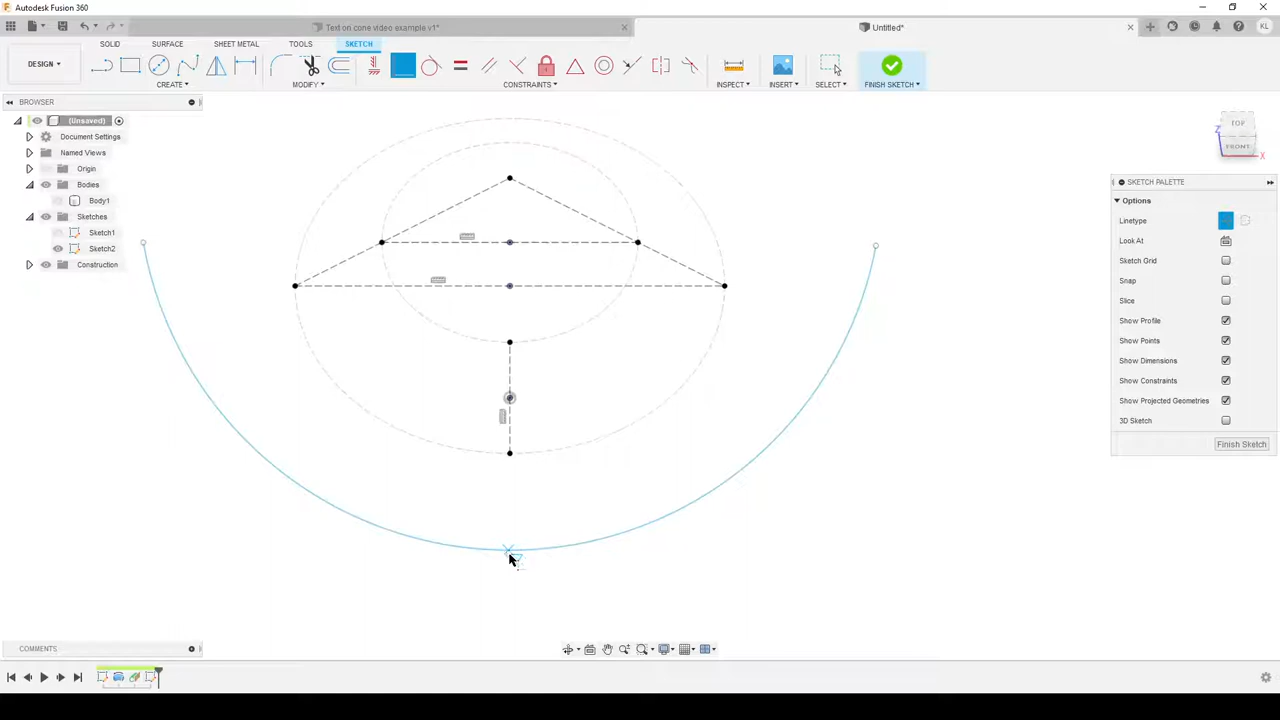 Autodesk Fusion 360
Text on cone video example v1*
Untitled*
KL
DESIGN
SOLID SURFACE SHEET METAL TOOLS SKETCH
CREATE MODIFY CONSTRAINTS INSPECT INSERT SELECT FINISH SKETCH
BROWSER
(Unsaved)
Document Settings
Named Views
Origin
Bodies
Body1
Sketches
Sketch1
Sketch2
Construction
TOP
FRONT
Z
X
SKETCH PALETTE
Options
Linetype
Look At
Sketch Grid
Snap
Slice
Show Profile
Show Points
Show Dimensions
Show Constraints
Show Projected Geometries
3D Sketch
Finish Sketch
COMMENTS